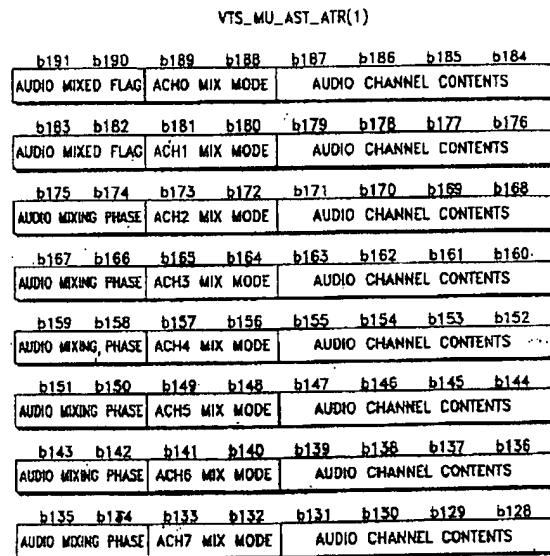 VTS_MU_AST_ATR(1)
b191 b190 b189 b188 b187 b186 b185 b184
AUDIO MIXED FLAG ACH0 MIX MODE AUDIO CHANNEL CONTENTS
b183 b182 b181 b180 b179 b178 b177 b176
AUDIO MIXED FLAG ACH1 MIX MODE AUDIO CHANNEL CONTENTS
b175 b174 b173 b172 b171 b170 b169 b168
AUDIO MIXING PHASE ACH2 MIX MODE AUDIO CHANNEL CONTENTS
b167 b166 b165 b164 b163 b162 b161 b160
AUDIO MIXING PHASE ACH3 MIX MODE AUDIO CHANNEL CONTENTS
b159 b158 b157 b156 b155 b154 b153 b152
AUDIO MIXING PHASE ACH4 MIX MODE AUDIO CHANNEL CONTENTS
b151 b150 b149 b148 b147 b146 b145 b144
AUDIO MIXING PHASE ACH5 MIX MODE AUDIO CHANNEL CONTENTS
b143 b142 b141 b140 b139 b138 b137 b136
AUDIO MIXING PHASE ACH6 MIX MODE AUDIO CHANNEL CONTENTS
b135 b134 b133 b132 b131 b130 b129 b128
AUDIO MIXING PHASE ACH7 MIX MODE AUDIO CHANNEL CONTENTS